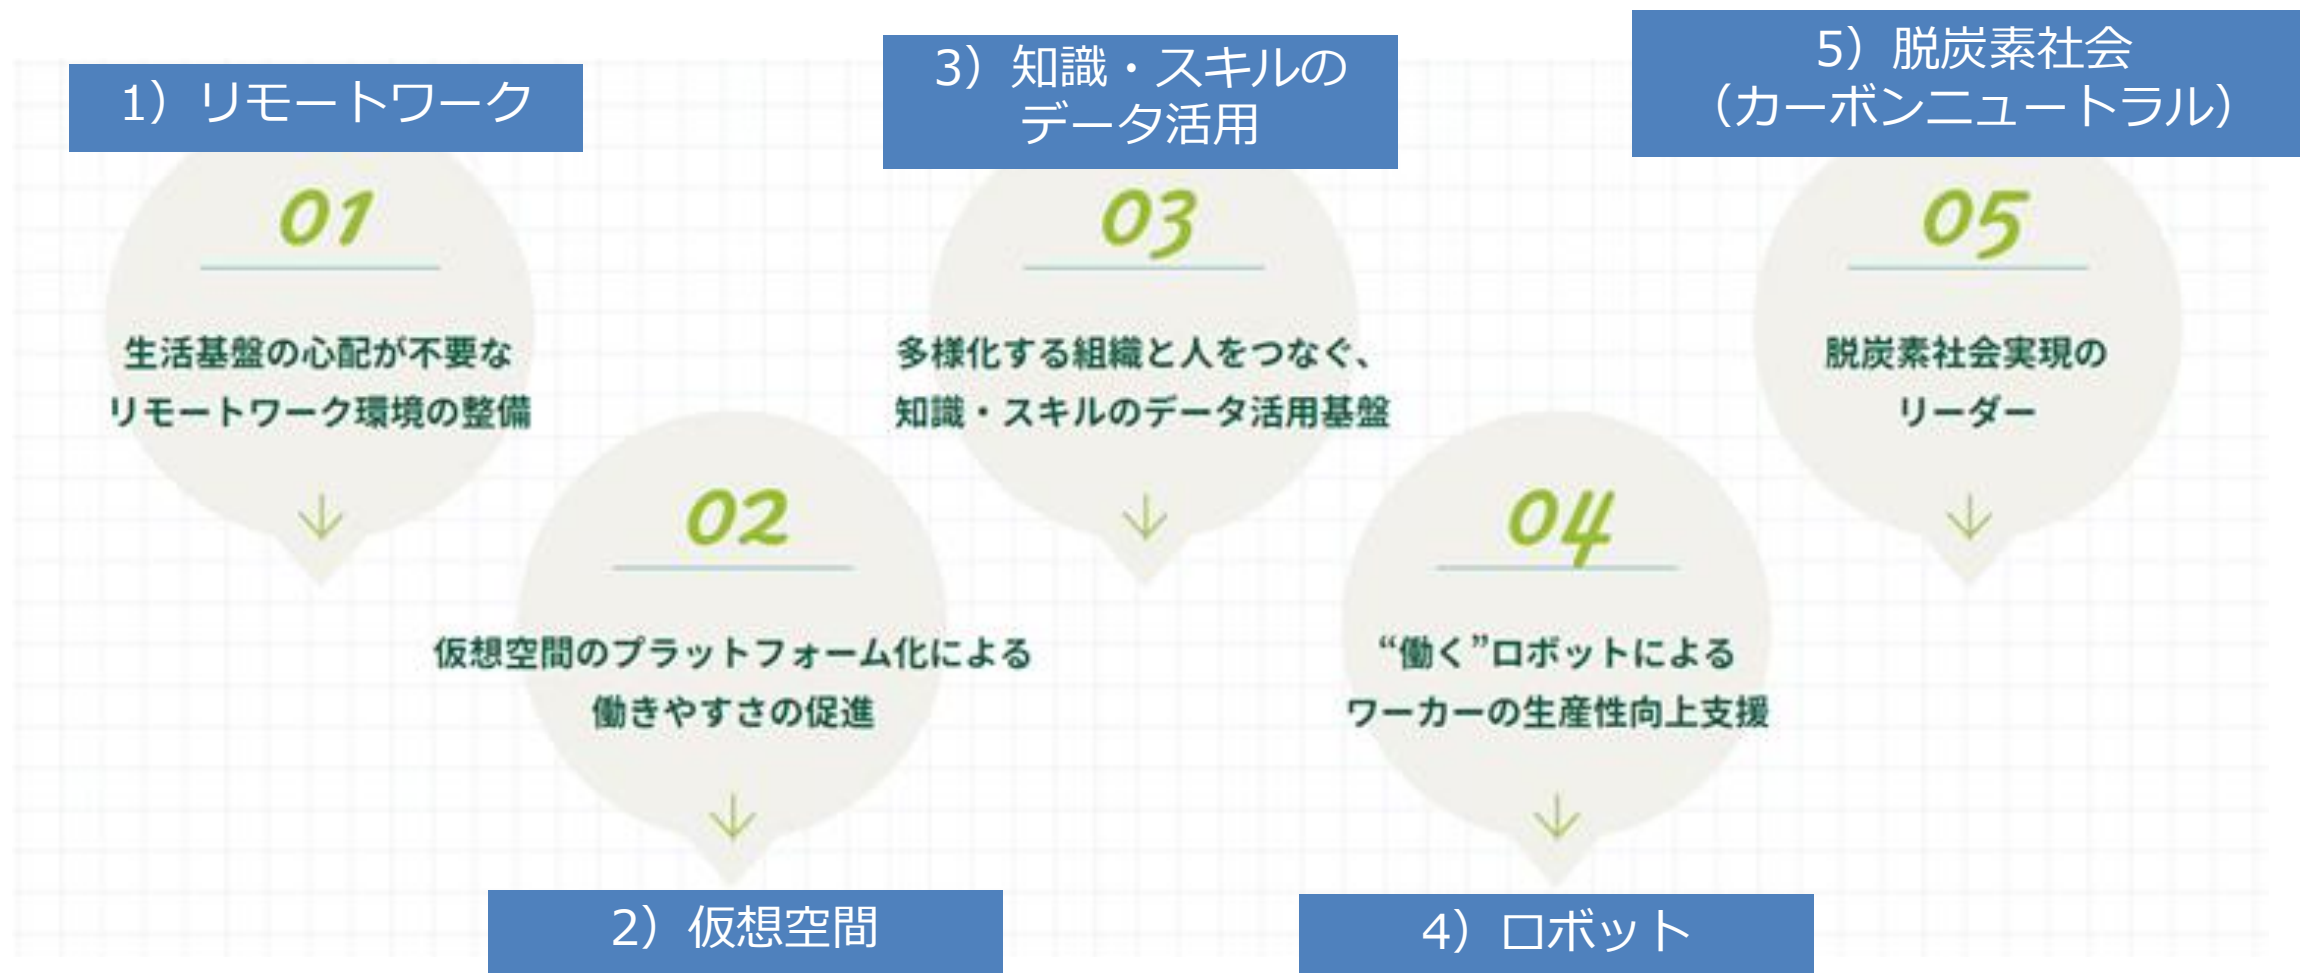 1）リモートワーク
01
生活基盤の心配が不要な
リモートワーク環境の整備
02
仮想空間のプラットフォーム化による
働きやすさの促進
2）仮想空間
3）知識・スキルの
データ活用
03
多様化する組織と人をつなぐ、
知識・スキルのデータ活用基盤
04
“働く”ロボットによる
ワーカーの生産性向上支援
4）ロボット
5）脱炭素社会
（カーボンニュートラル）
05
脱炭素社会実現の
リーダー